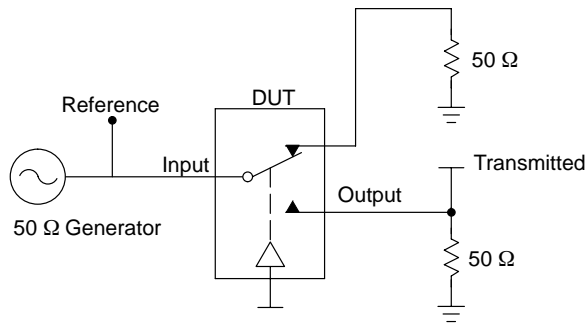 50 Ω
DUT
Reference
Input
Transmitted
Output
50 Ω Generator
50 Ω